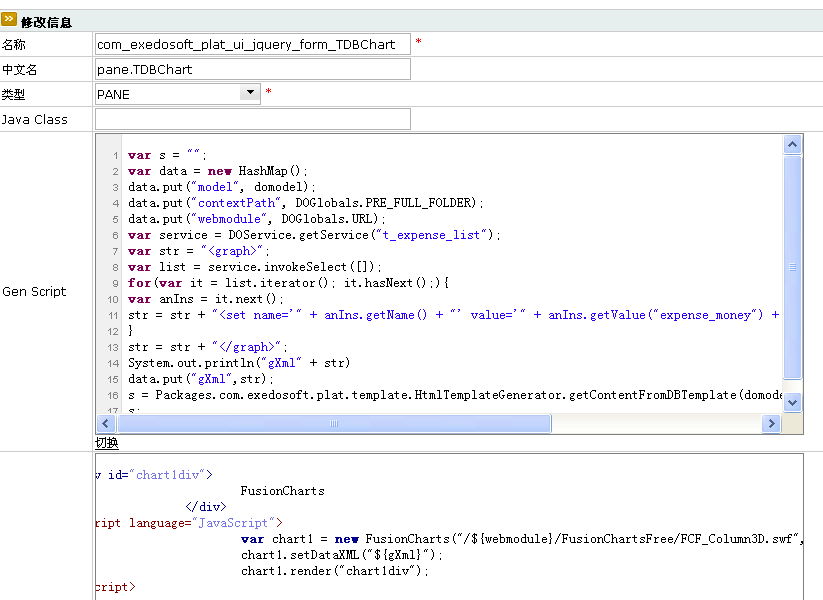 修改信息
名称 com_exedosoft_plat_ui_jquery_form_TDBChart *
中文名 pane.TDBChart
类型 PANE *
Java Class
Gen Script
1 var s = "";
2 var data = new HashMap();
3 data.put("model", domodel);
4 data.put("contextPath", DOGlobals.PRE_FULL_FOLDER);
5 data.put("webmodule", DOGlobals.URL);
6 var service = DOService.getService("t_expense_list");
7 var str = "<graph>";
8 var list = service.invokeSelect([]);
9 for(var it = list.iterator(); it.hasNext();){
10 var anIns = it.next();
11 str = str + "<set name='" + anIns.getName() + "' value='" + anIns.getValue("expense_money") +
12 }
13 str = str + "</graph>";
14 System.out.println("gXml" + str)
15 data.put("gXml",str);
16 s = Packages.com.exedosoft.plat.template.HtmlTemplateGenerator.getContentFromDBTemplate(domode
17 s;
切换
v id="chart1div">
FusionCharts
</div>
ript language="JavaScript">
var chart1 = new FusionCharts("/${webmodule}/FusionChartsFree/FCF_Column3D.swf",
chart1.setDataXML("${gXml}");
chart1.render("chart1div");
cript>